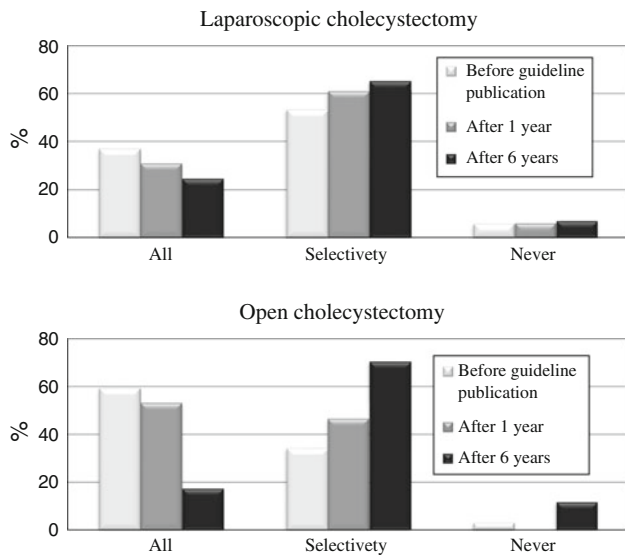 Laparoscopic cholecystectomy
80
60
40
20
0
%
Before guideline
publication
After 1 year
After 6 years
All
Selectivety
Never
Open cholecystectomy
80
60
40
20
0
%
Before guideline
publication
After 1 year
After 6 years
All
Selectivety
Never